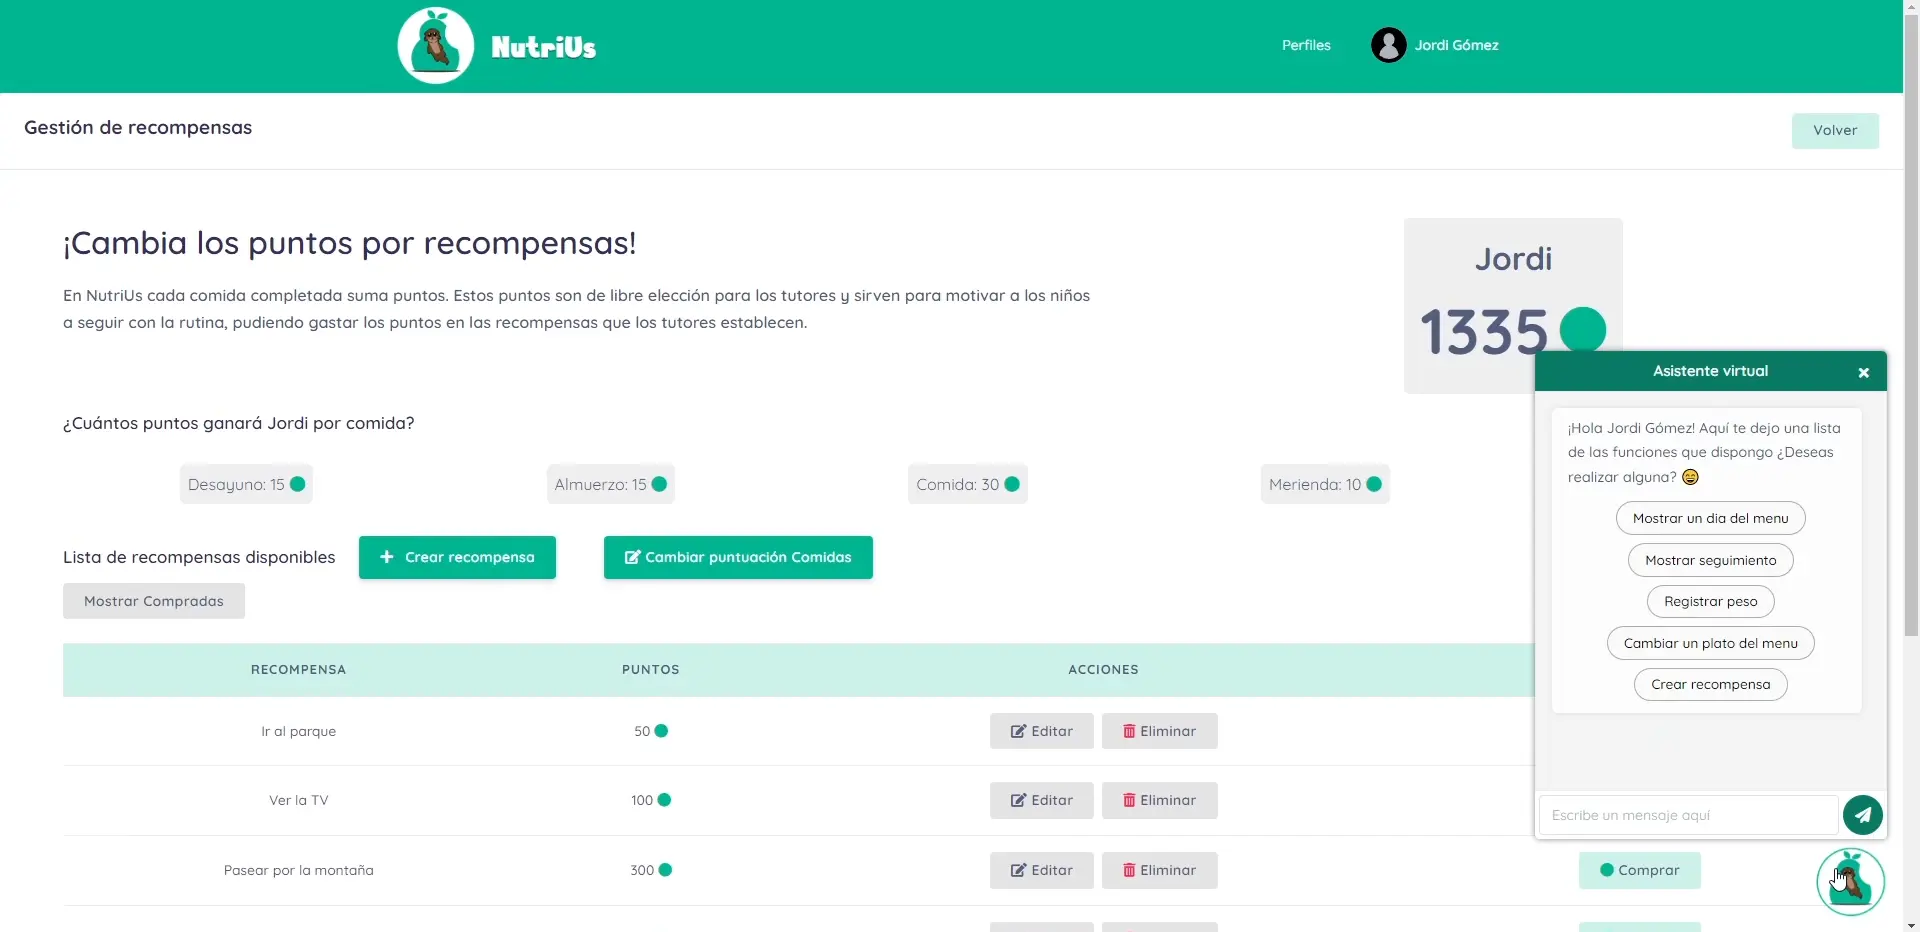 NutriUs
Perfiles
Jordi Gómez
Gestión de recompensas
Volver
¡Cambia los puntos por recompensas!
En NutriUs cada comida completada suma puntos. Estos puntos son de libre elección para los tutores y sirven para motivar a los niños
a seguir con la rutina, pudiendo gastar los puntos en las recompensas que los tutores establecen.
Jordi
1335
¿Cuántos puntos ganará Jordi por comida?
Desayuno: 15
Almuerzo: 15
Comida: 30
Merienda: 10
Lista de recompensas disponibles
Crear recompensa
Cambiar puntuación Comidas
Mostrar Compradas
RECOMPENSA
PUNTOS
ACCIONES
Ir al parque
50
Editar
Eliminar
Ver la TV
100
Editar
Eliminar
Pasear por la montaña
300
Editar
Eliminar
Comprar
Asistente virtual
¡Hola Jordi Gómez! Aquí te dejo una lista
de las funciones que dispongo ¿Deseas
realizar alguna?
Mostrar un dia del menu
Mostrar seguimiento
Registrar peso
Cambiar un plato del menu
Crear recompensa
Escribe un mensaje aquí